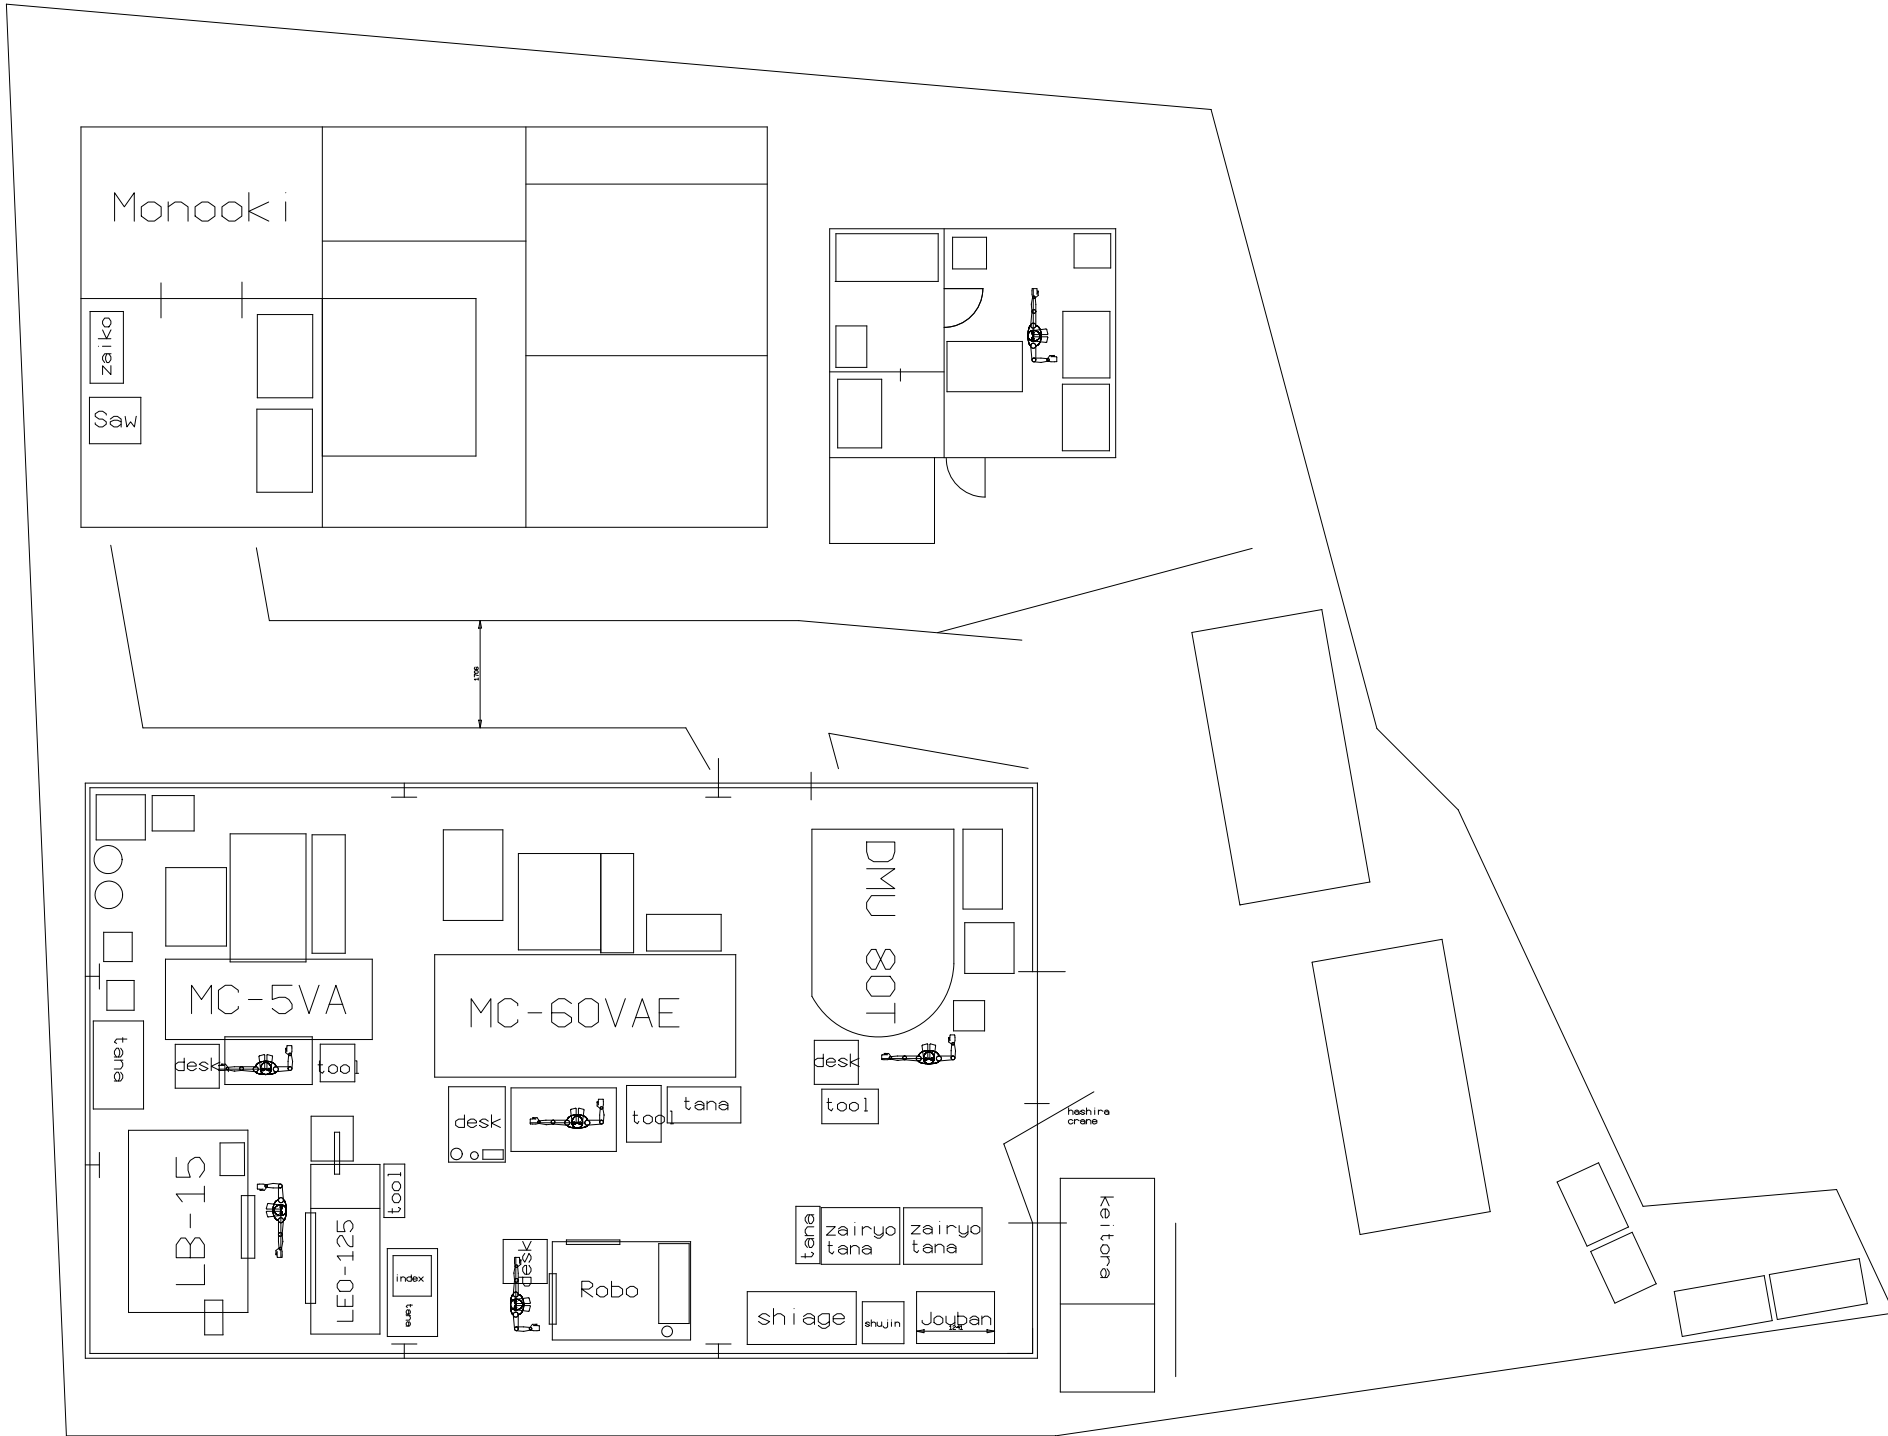 Monooki
zaiko
Saw
1706
DMU 80T
MC-5VA
MC-60VAE
tana
desk
tool
desk
tool
tana
desk
tool
hashira
crane
LB-15
LEO-125
tool
index
tana
desk
Robo
tana
zairyo
tana
zairyo
tana
keitora
shiage
shujin
Jouban